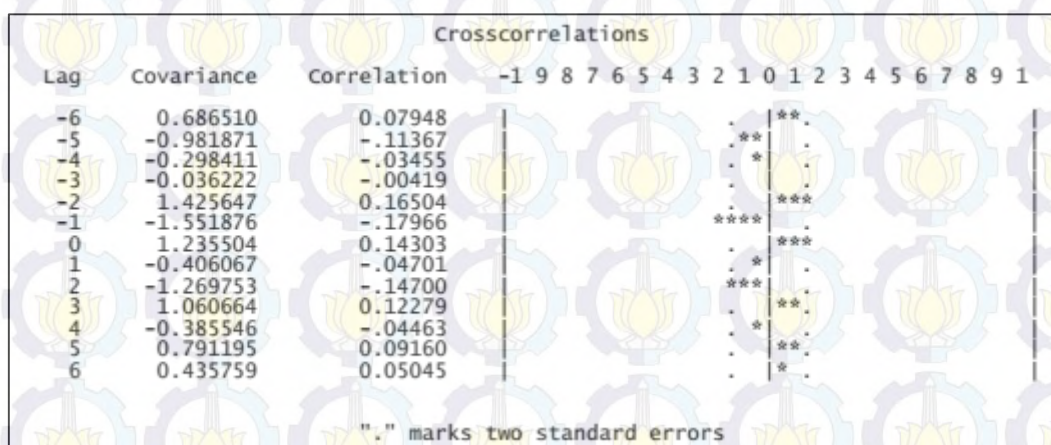 Crosscorrelations
Lag Covariance Correlation -1 9 8 7 6 5 4 3 2 1 0 1 2 3 4 5 6 7 8 9 1
-6 0.686510 0.07948 | . |**. |
-5 -0.981871 -.11367 | .**| . |
-4 -0.298411 -.03455 | . *| . |
-3 -0.036222 -.00419 | . | . |
-2 1.425647 0.16504 | . |*** |
-1 -1.551876 -.17966 | ****| . |
0 1.235504 0.14303 | . |*** |
1 -0.406067 -.04701 | . *| . |
2 -1.269753 -.14700 | ***| . |
3 1.060664 0.12279 | . |**. |
4 -0.385546 -.04463 | . *| . |
5 0.791195 0.09160 | . |**. |
6 0.435759 0.05045 | . |* . |
"." marks two standard errors